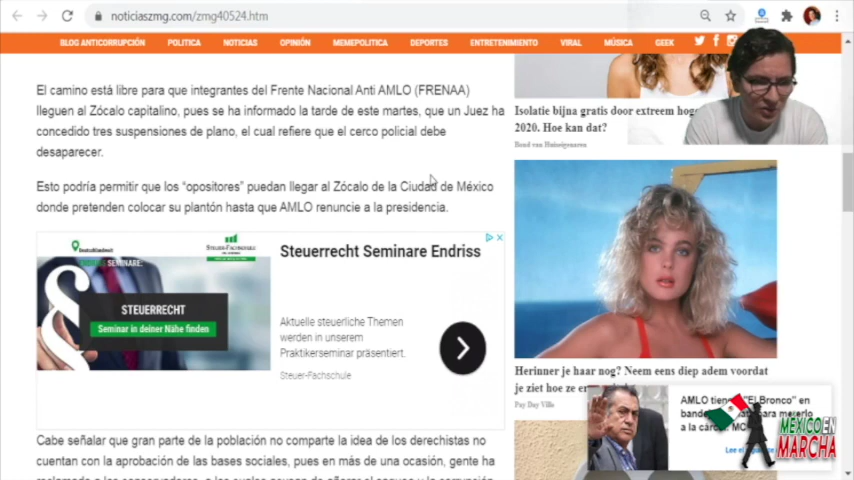 noticiaszmg.com/zmg40524.htm
BLOG ANTICORRUPCIÓN POLITICA NOTICIAS OPINIÓN MEMEPOLITICA DEPORTES ENTRETENIMIENTO VIRAL MÚSICA GEEK
El camino está libre para que integrantes del Frente Nacional Anti AMLO (FRENAA)
lleguen al Zócalo capitalino, pues se ha informado la tarde de este martes, que un Juez ha
concedido tres suspensiones de plano, el cual refiere que el cerco policial debe
desaparecer.
Esto podría permitir que los "opositores" puedan llegar al Zócalo de la Ciudad de México
donde pretenden colocar su plantón hasta que AMLO renuncie a la presidencia.
SEMINARE:
STEUERRECHT
Seminar in deiner Nähe finden
STEUER-FACHSCHULE
Steuerrecht Seminare Endriss
Aktuelle steuerliche Themen
werden in unserem
Praktikerseminar präsentiert.
Steuer-Fachschule
Cabe señalar que gran parte de la población no comparte la idea de los derechistas no
cuentan con la aprobación de las bases sociales, pues en más de una ocasión, gente ha
Isolatie bijna gratis door extreem
2020. Hoe kan dat?
Bond van Huiseigenaren
Herinner je haar nog? Neem eens diep adem voordat
je ziet hoe ze er
Pay Day Ville
AMLO "El Bronco" en
para meterlo
a la cárcel, MC
MÉXICO EN
MARCHA